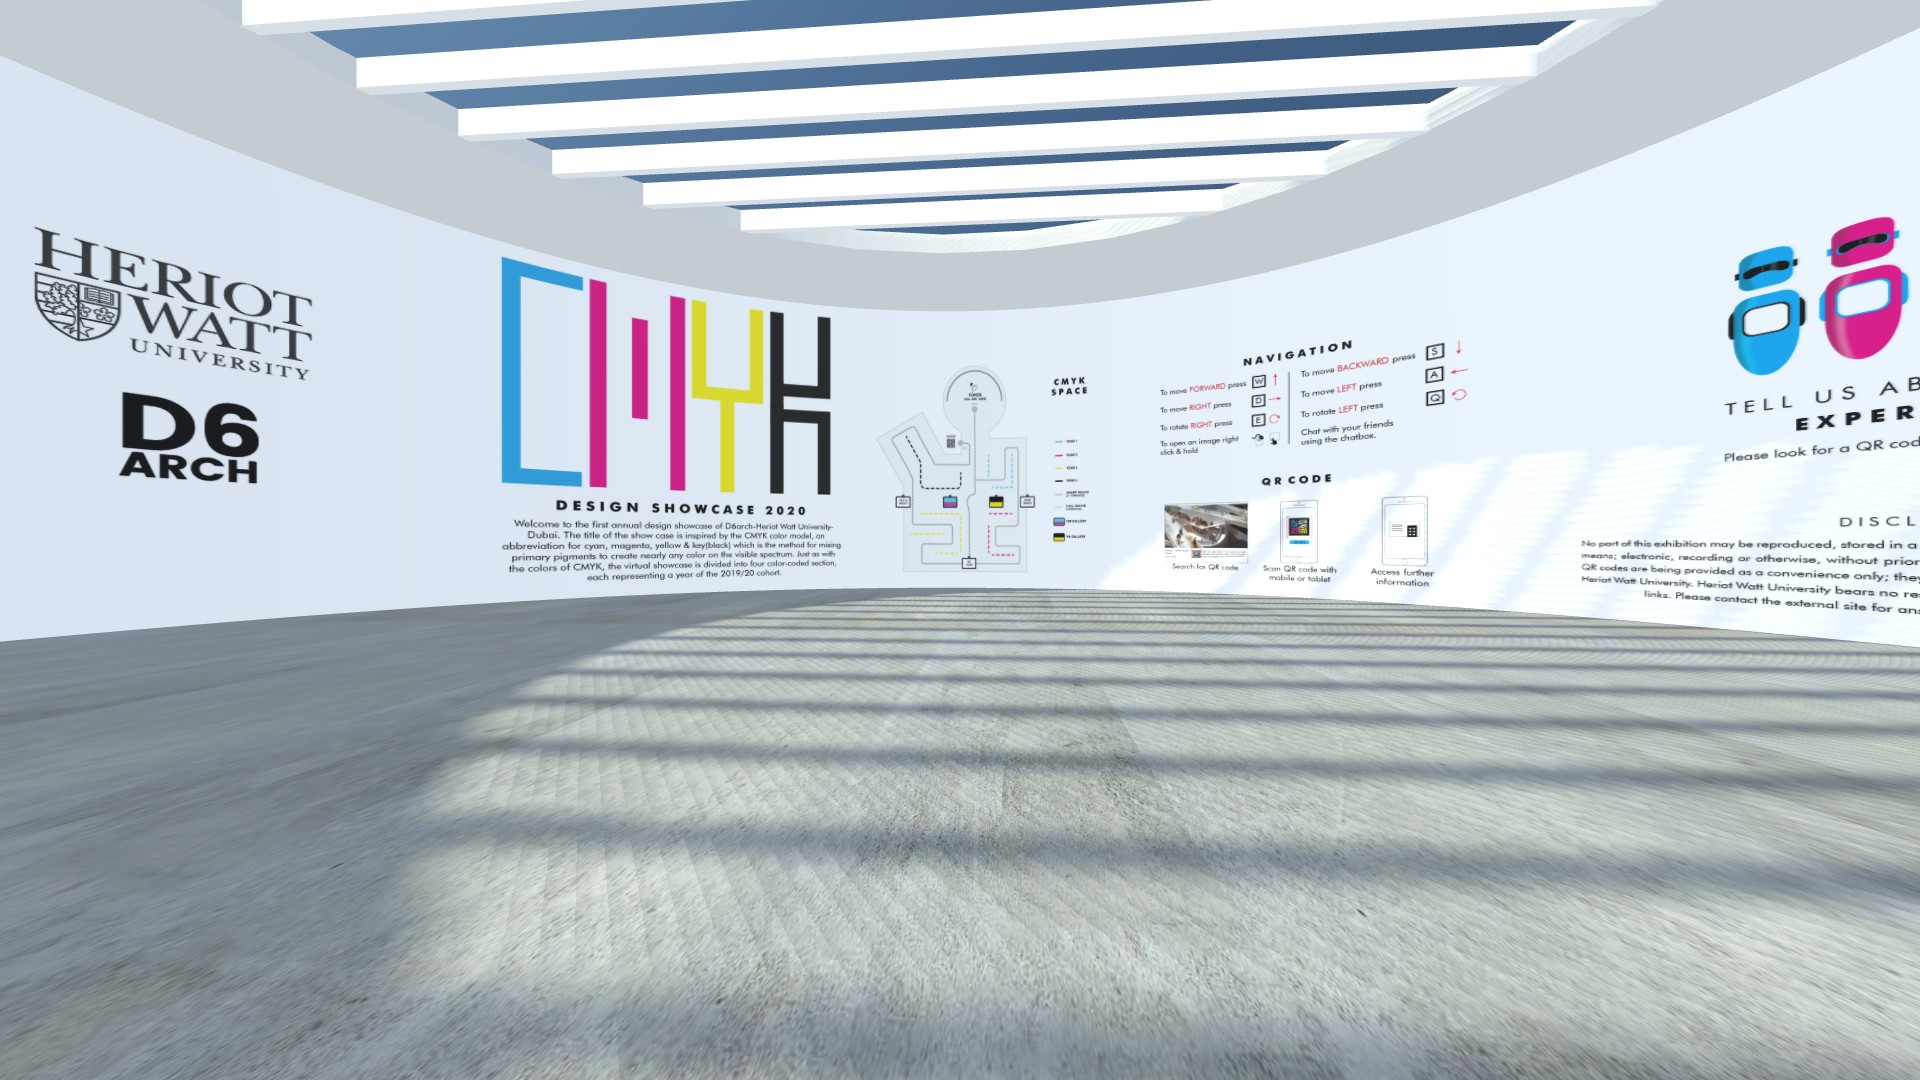 HERIOT
WATT
UNIVERSITY
D6
ARCH
CMYK
DESIGN SHOWCASE 2020
Welcome to the first annual design showcase of D6arch-Heriot Watt University-
Dubai. The title of the show case is inspired by the CMYK color model, an
abbreviation for cyan, magenta, yellow & key(black) which is the method for mixing
primary pigments to create nearly any color on the visible spectrum. Just as with
the colors of CMYK, the virtual showcase is divided into four color-coded section,
each representing a year of the 2019/20 cohort.
CMYK
SPACE
NAVIGATION
To move FORWARD press W
To move RIGHT press D
To rotate RIGHT press E
To open an image right
click & hold
To move BACKWARD press S
To move LEFT press A
To rotate LEFT press Q
Chat with your friends
using the chatbox.
QR CODE
Search for QR code
Scan QR code with
mobile or tablet
Access further
information
TELL US AB
EXPER
Please look for a QR cod
DISCL
No part of this exhibition may be reproduced, stored in a
means; electronic, recording or otherwise, without prior
QR codes are being provided as a convenience only; they
Heriot Watt University. Heriot Watt University bears no re
links. Please contact the external site for ans